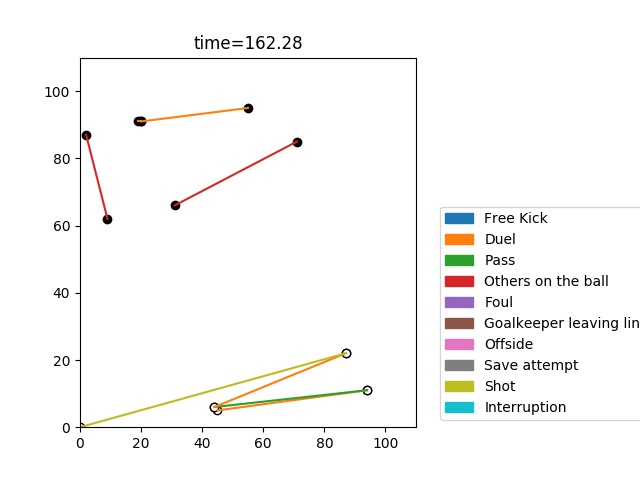 time=162.28
100
80
60
40
20
0
0 20 40 60 80 100
Free Kick
Duel
Pass
Others on the ball
Foul
Goalkeeper leaving lin
Offside
Save attempt
Shot
Interruption